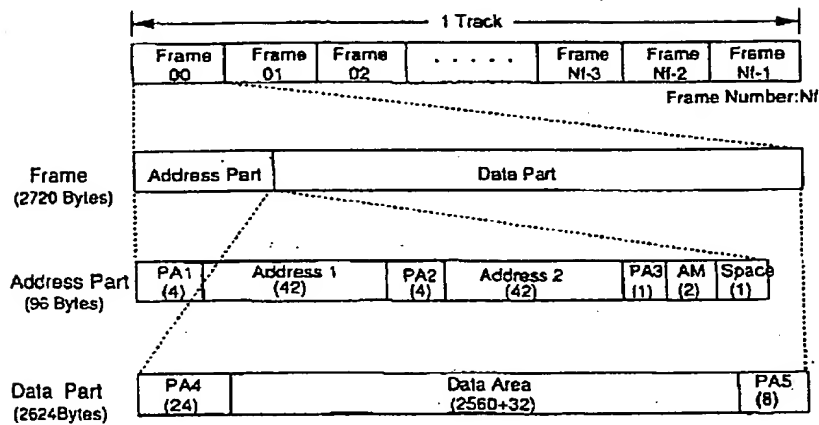 1 Track
Frame 00 Frame 01 Frame 02 ..... Frame Nf-3 Frame Nf-2 Frame Nf-1
Frame Number:Nf
Frame (2720 Bytes) Address Part Data Part
Address Part (96 Bytes) PA1 (4) Address 1 (42) PA2 (4) Address 2 (42) PA3 (1) AM (2) Space (1)
Data Part (2624Bytes) PA4 (24) Data Area (2560+32) PA5 (8)